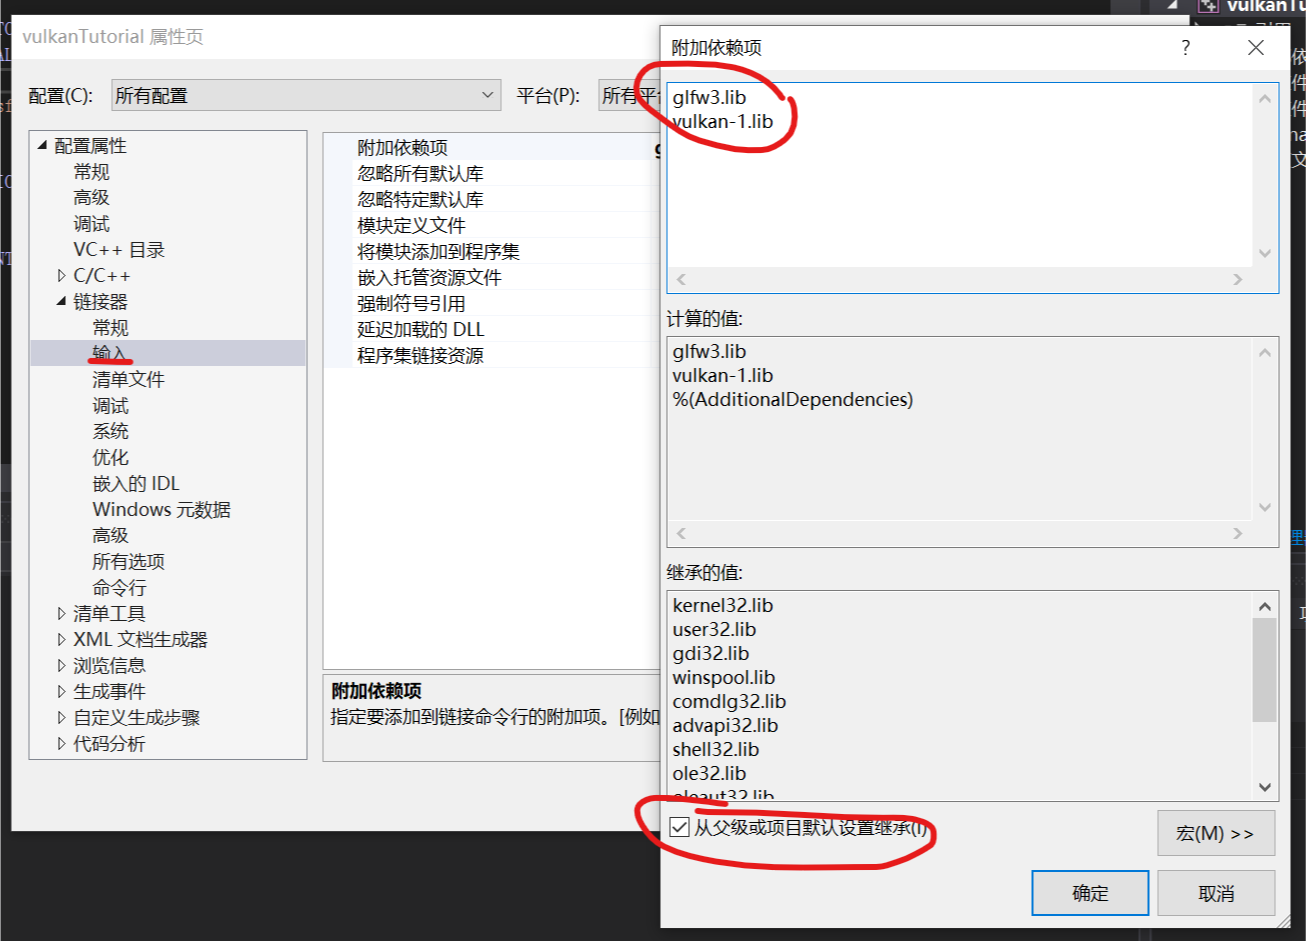 vulkanTu
vulkanTutorial 属性页
配置(C):
所有配置
平台(P):
所有平台
配置属性
常规
高级
调试
VC++ 目录
C/C++
链接器
常规
输入
清单文件
调试
系统
优化
嵌入的 IDL
Windows 元数据
高级
所有选项
命令行
清单工具
XML 文档生成器
浏览信息
生成事件
自定义生成步骤
代码分析
附加依赖项
忽略所有默认库
忽略特定默认库
模块定义文件
将模块添加到程序集
嵌入托管资源文件
强制符号引用
延迟加载的 DLL
程序集链接资源
附加依赖项
指定要添加到链接命令行的附加项。[例如
附加依赖项
?
glfw3.lib
vulkan-1.lib
计算的值:
glfw3.lib
vulkan-1.lib
%(AdditionalDependencies)
继承的值:
kernel32.lib
user32.lib
gdi32.lib
winspool.lib
comdlg32.lib
advapi32.lib
shell32.lib
ole32.lib
oleaut32.lib
从父级或项目默认设置继承(I)
宏(M) >>
确定
取消